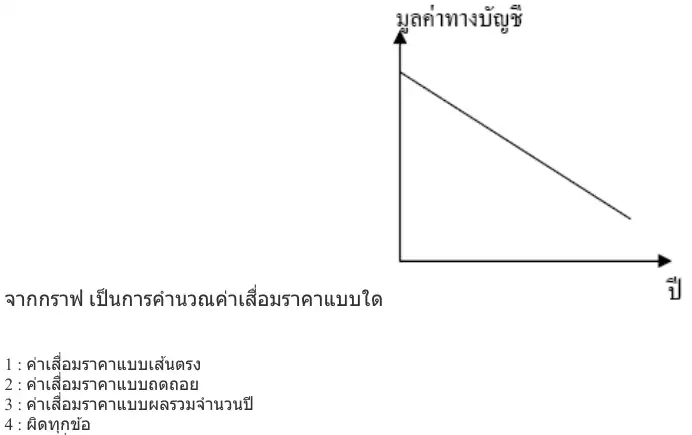 มูลค่าทางบัญชี
ปี
จากกราฟ เป็นการคำนวณค่าเสื่อมราคาแบบใด
1 : ค่าเสื่อมราคาแบบเส้นตรง
2 : ค่าเสื่อมราคาแบบถดถอย
3 : ค่าเสื่อมราคาแบบผลรวมจำนวนปี
4 : ผิดทุกข้อ